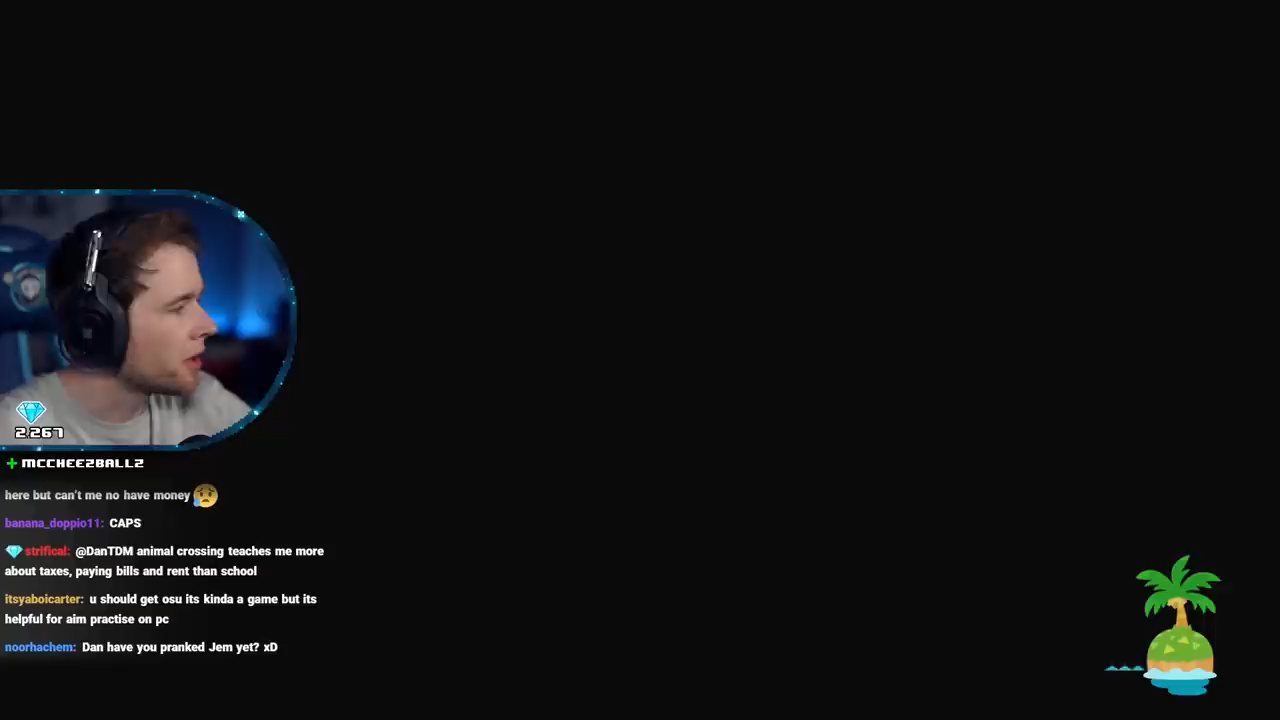 2,267
+ MCCHEEZBALLZ
here but can't me no have money
banana_doppio11: CAPS
strifical: @DanTDM animal crossing teaches me more
about taxes, paying bills and rent than school
itsyaboicarter: u should get osu its kinda a game but its
helpful for aim practise on pc
noorhachem: Dan have you pranked Jem yet? xD